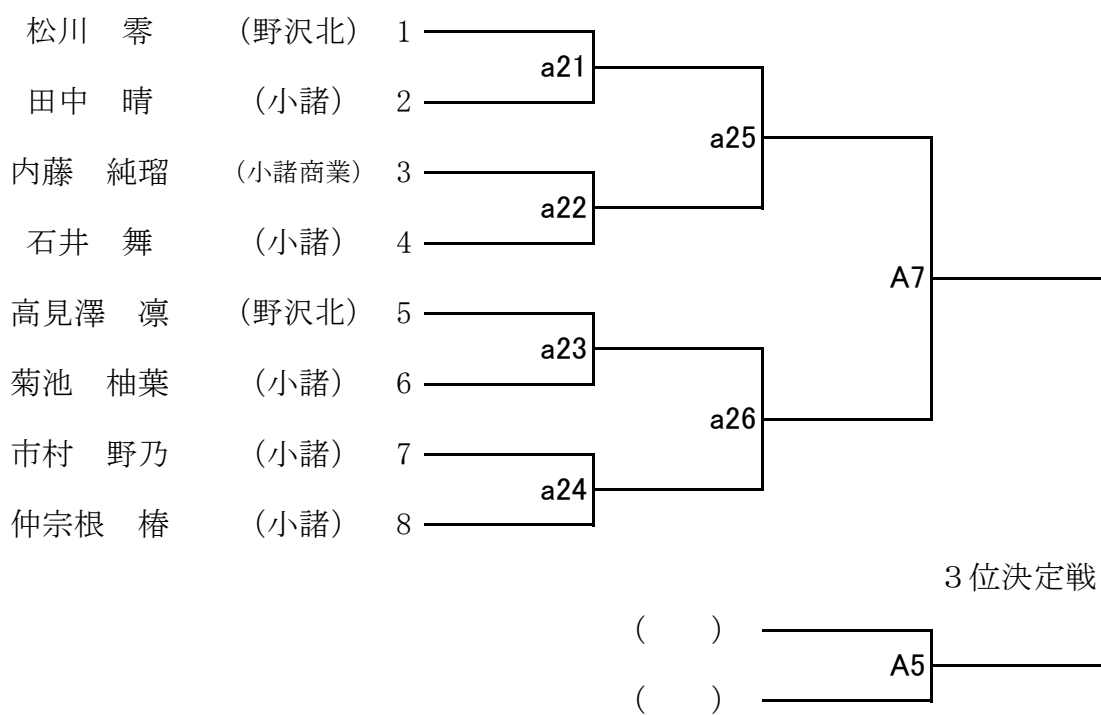 松川　零　（野沢北）　1
a21
田中　晴　（小諸）　2
a25
内藤　純瑠　（小諸商業）　3
a22
石井　舞　（小諸）　4
A7
高見澤　凛　（野沢北）　5
a23
菊池　柚葉　（小諸）　6
a26
市村　野乃　（小諸）　7
a24
仲宗根　椿　（小諸）　8
３位決定戦
（　　）
A5
（　　）